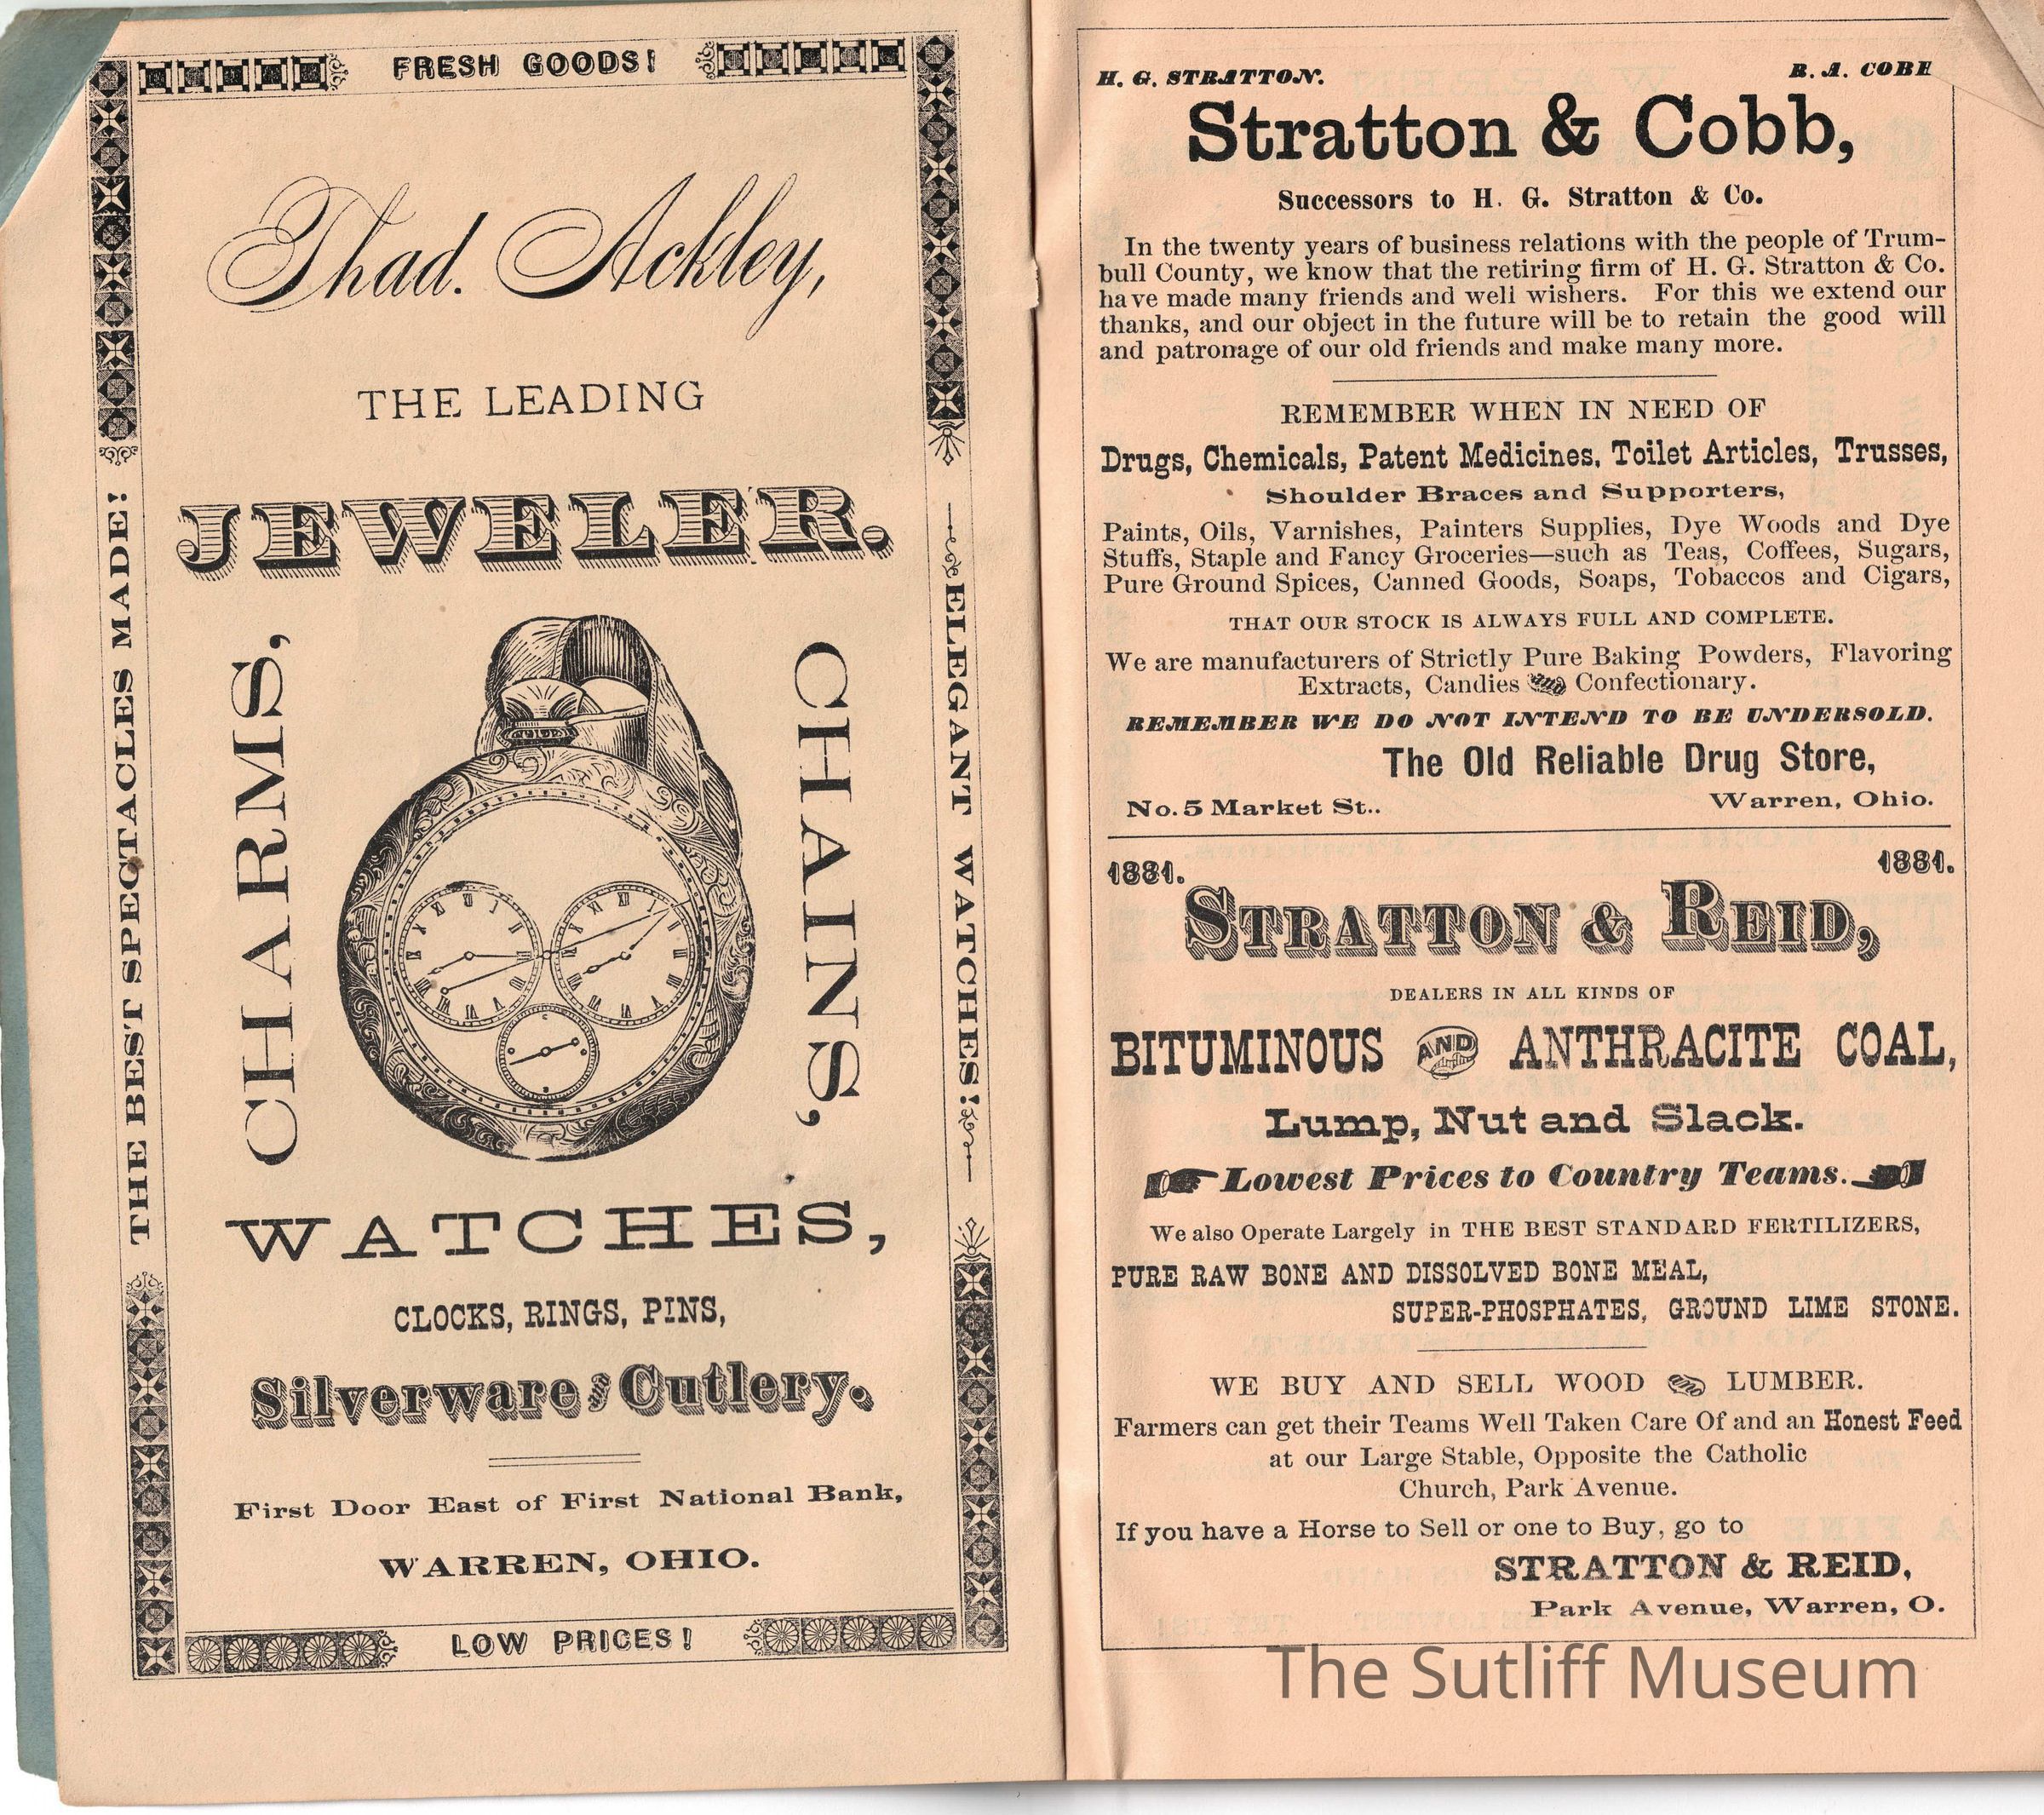 FRESH GOODS!
THE BEST SPECTACLES MADE!
Thad. Ackley,
THE LEADING
JEWELER.
CHARMS,
CHAINS,
WATCHES,
CLOCKS, RINGS, PINS,
Silverware and Cutlery.
First Door East of First National Bank,
WARREN, OHIO.
ELEGANT WATCHES!
LOW PRICES!
H. G. STRATTON.
R. A. COBB
Stratton & Cobb,
Successors to H. G. Stratton & Co.
In the twenty years of business relations with the people of Trum-
bull County, we know that the retiring firm of H. G. Stratton & Co.
have made many friends and well wishers. For this we extend our
thanks, and our object in the future will be to retain the good will
and patronage of our old friends and make many more.
REMEMBER WHEN IN NEED OF
Drugs, Chemicals, Patent Medicines, Toilet Articles, Trusses,
Shoulder Braces and Supporters,
Paints, Oils, Varnishes, Painters Supplies, Dye Woods and Dye
Stuffs, Staple and Fancy Groceries—such as Teas, Coffees, Sugars,
Pure Ground Spices, Canned Goods, Soaps, Tobaccos and Cigars,
THAT OUR STOCK IS ALWAYS FULL AND COMPLETE.
We are manufacturers of Strictly Pure Baking Powders, Flavoring
Extracts, Candies and Confectionary.
REMEMBER WE DO NOT INTEND TO BE UNDERSOLD.
The Old Reliable Drug Store,
No. 5 Market St..
Warren, Ohio.
1881.
1881.
STRATTON & REID,
DEALERS IN ALL KINDS OF
BITUMINOUS AND ANTHRACITE COAL,
Lump, Nut and Slack.
Lowest Prices to Country Teams.
We also Operate Largely in THE BEST STANDARD FERTILIZERS,
PURE RAW BONE AND DISSOLVED BONE MEAL,
SUPER-PHOSPHATES, GROUND LIME STONE.
WE BUY AND SELL WOOD and LUMBER.
Farmers can get their Teams Well Taken Care Of and an Honest Feed
at our Large Stable, Opposite the Catholic
Church, Park Avenue.
If you have a Horse to Sell or one to Buy, go to
STRATTON & REID,
Park Avenue, Warren, O.
The Sutliff Museum